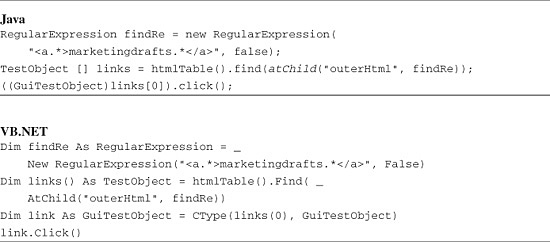 Java
RegularExpression findRe = new RegularExpression(
"<a.*>marketingdrafts.*</a>", false);
TestObject [] links = htmlTable().find(atChild("outerHtml", findRe));
((GuiTestObject)links[0]).click();
VB.NET
Dim findRe As RegularExpression = _
New RegularExpression("<a.*>marketingdrafts.*</a>", False)
Dim links() As TestObject = htmlTable().Find( _
AtChild("outerHtml", findRe))
Dim link As GuiTestObject = CType(links(0), GuiTestObject)
link.Click()